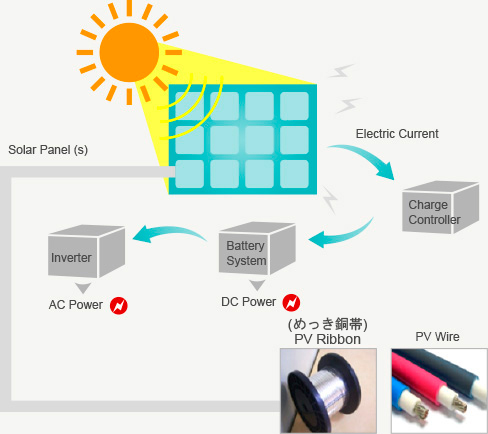 Solar Panel (s)
Electric Current
Charge
Controller
Battery
System
Inverter
DC Power
AC Power
(めっき銅帯)
PV Ribbon
PV Wire